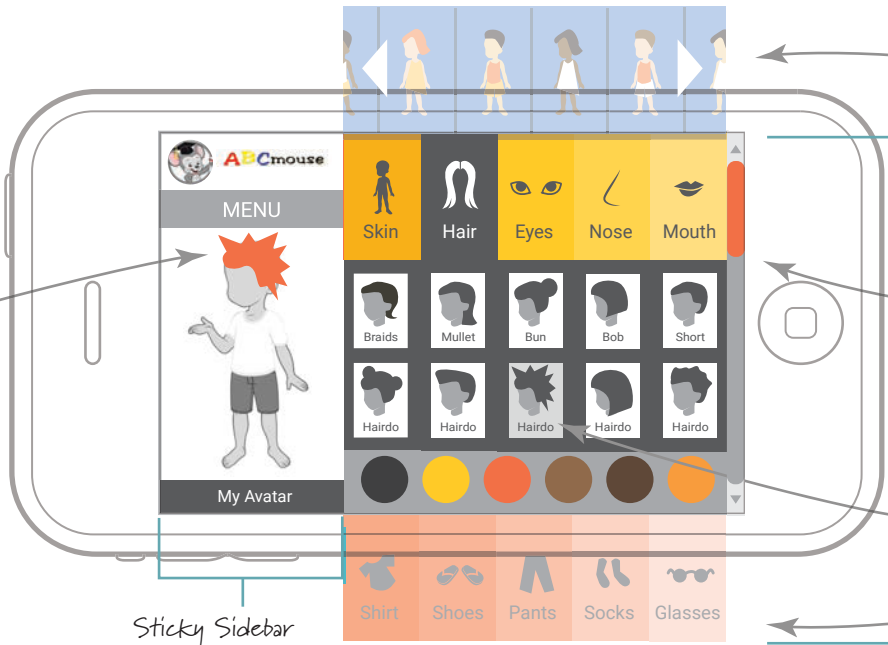 ABCmouse
MENU
Skin
Hair
Eyes
Nose
Mouth
Braids
Mullet
Bun
Bob
Short
Hairdo
Hairdo
Hairdo
Hairdo
Hairdo
My Avatar
Shirt
Shoes
Pants
Socks
Glasses
Sticky Sidebar